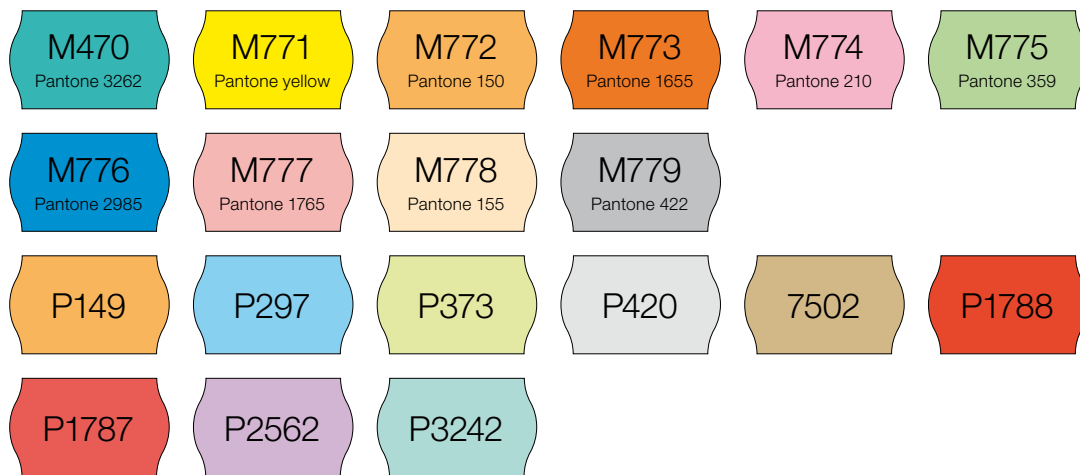 M470
Pantone 3262
M771
Pantone yellow
M772
Pantone 150
M773
Pantone 1655
M774
Pantone 210
M775
Pantone 359
M776
Pantone 2985
M777
Pantone 1765
M778
Pantone 155
M779
Pantone 422
P149
P297
P373
P420
7502
P1788
P1787
P2562
P3242